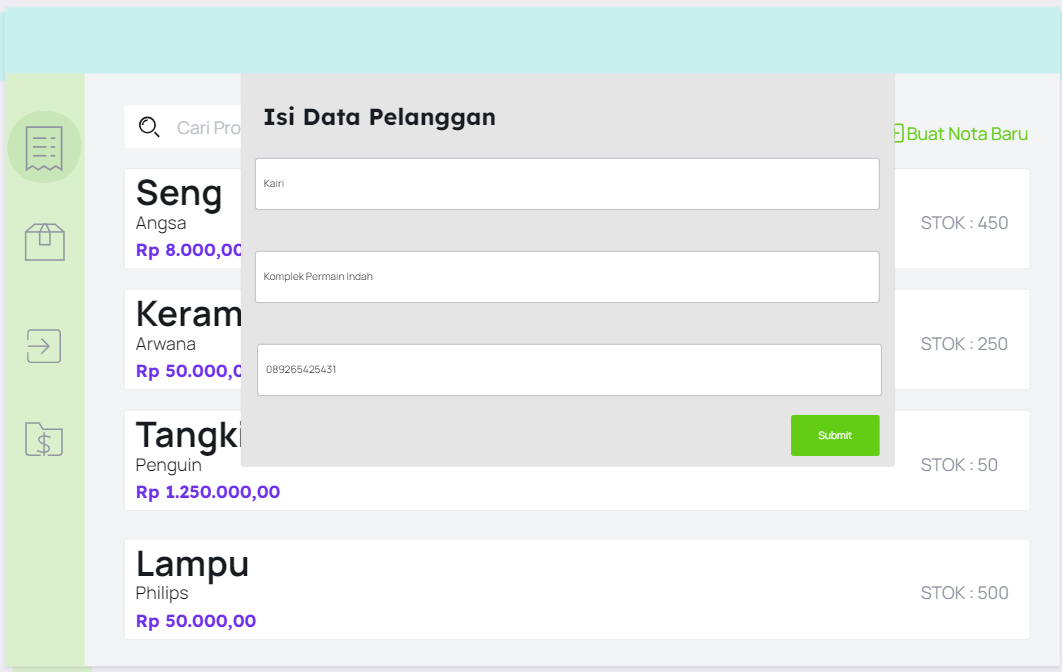 Isi Data Pelanggan
Cari Pro
Buat Nota Baru
Kairi
Seng
Angsa
Rp 8.000,00
STOK : 450
Komplek Permain Indah
Keram
Arwana
Rp 50.000,0
STOK : 250
089265425431
Submit
Tangki
Penguin
Rp 1.250.000,00
STOK : 50
Lampu
Philips
Rp 50.000,00
STOK : 500